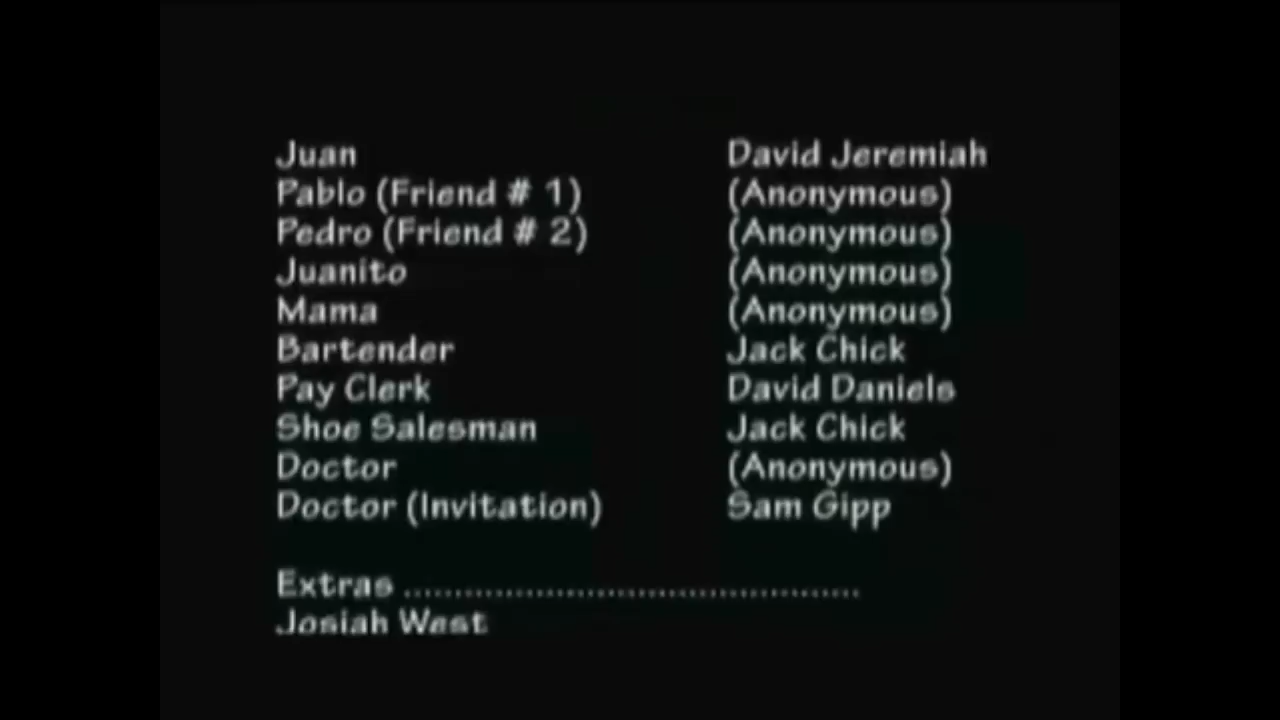 Juan David Jeremiah
Pablo (Friend # 1) (Anonymous)
Pedro (Friend # 2) (Anonymous)
Juanito (Anonymous)
Mama (Anonymous)
Bartender Jack Chick
Pay Clerk David Daniels
Shoe Salesman Jack Chick
Doctor (Anonymous)
Doctor (Invitation) Sam Gipp
Extras ...............................................
Josiah West